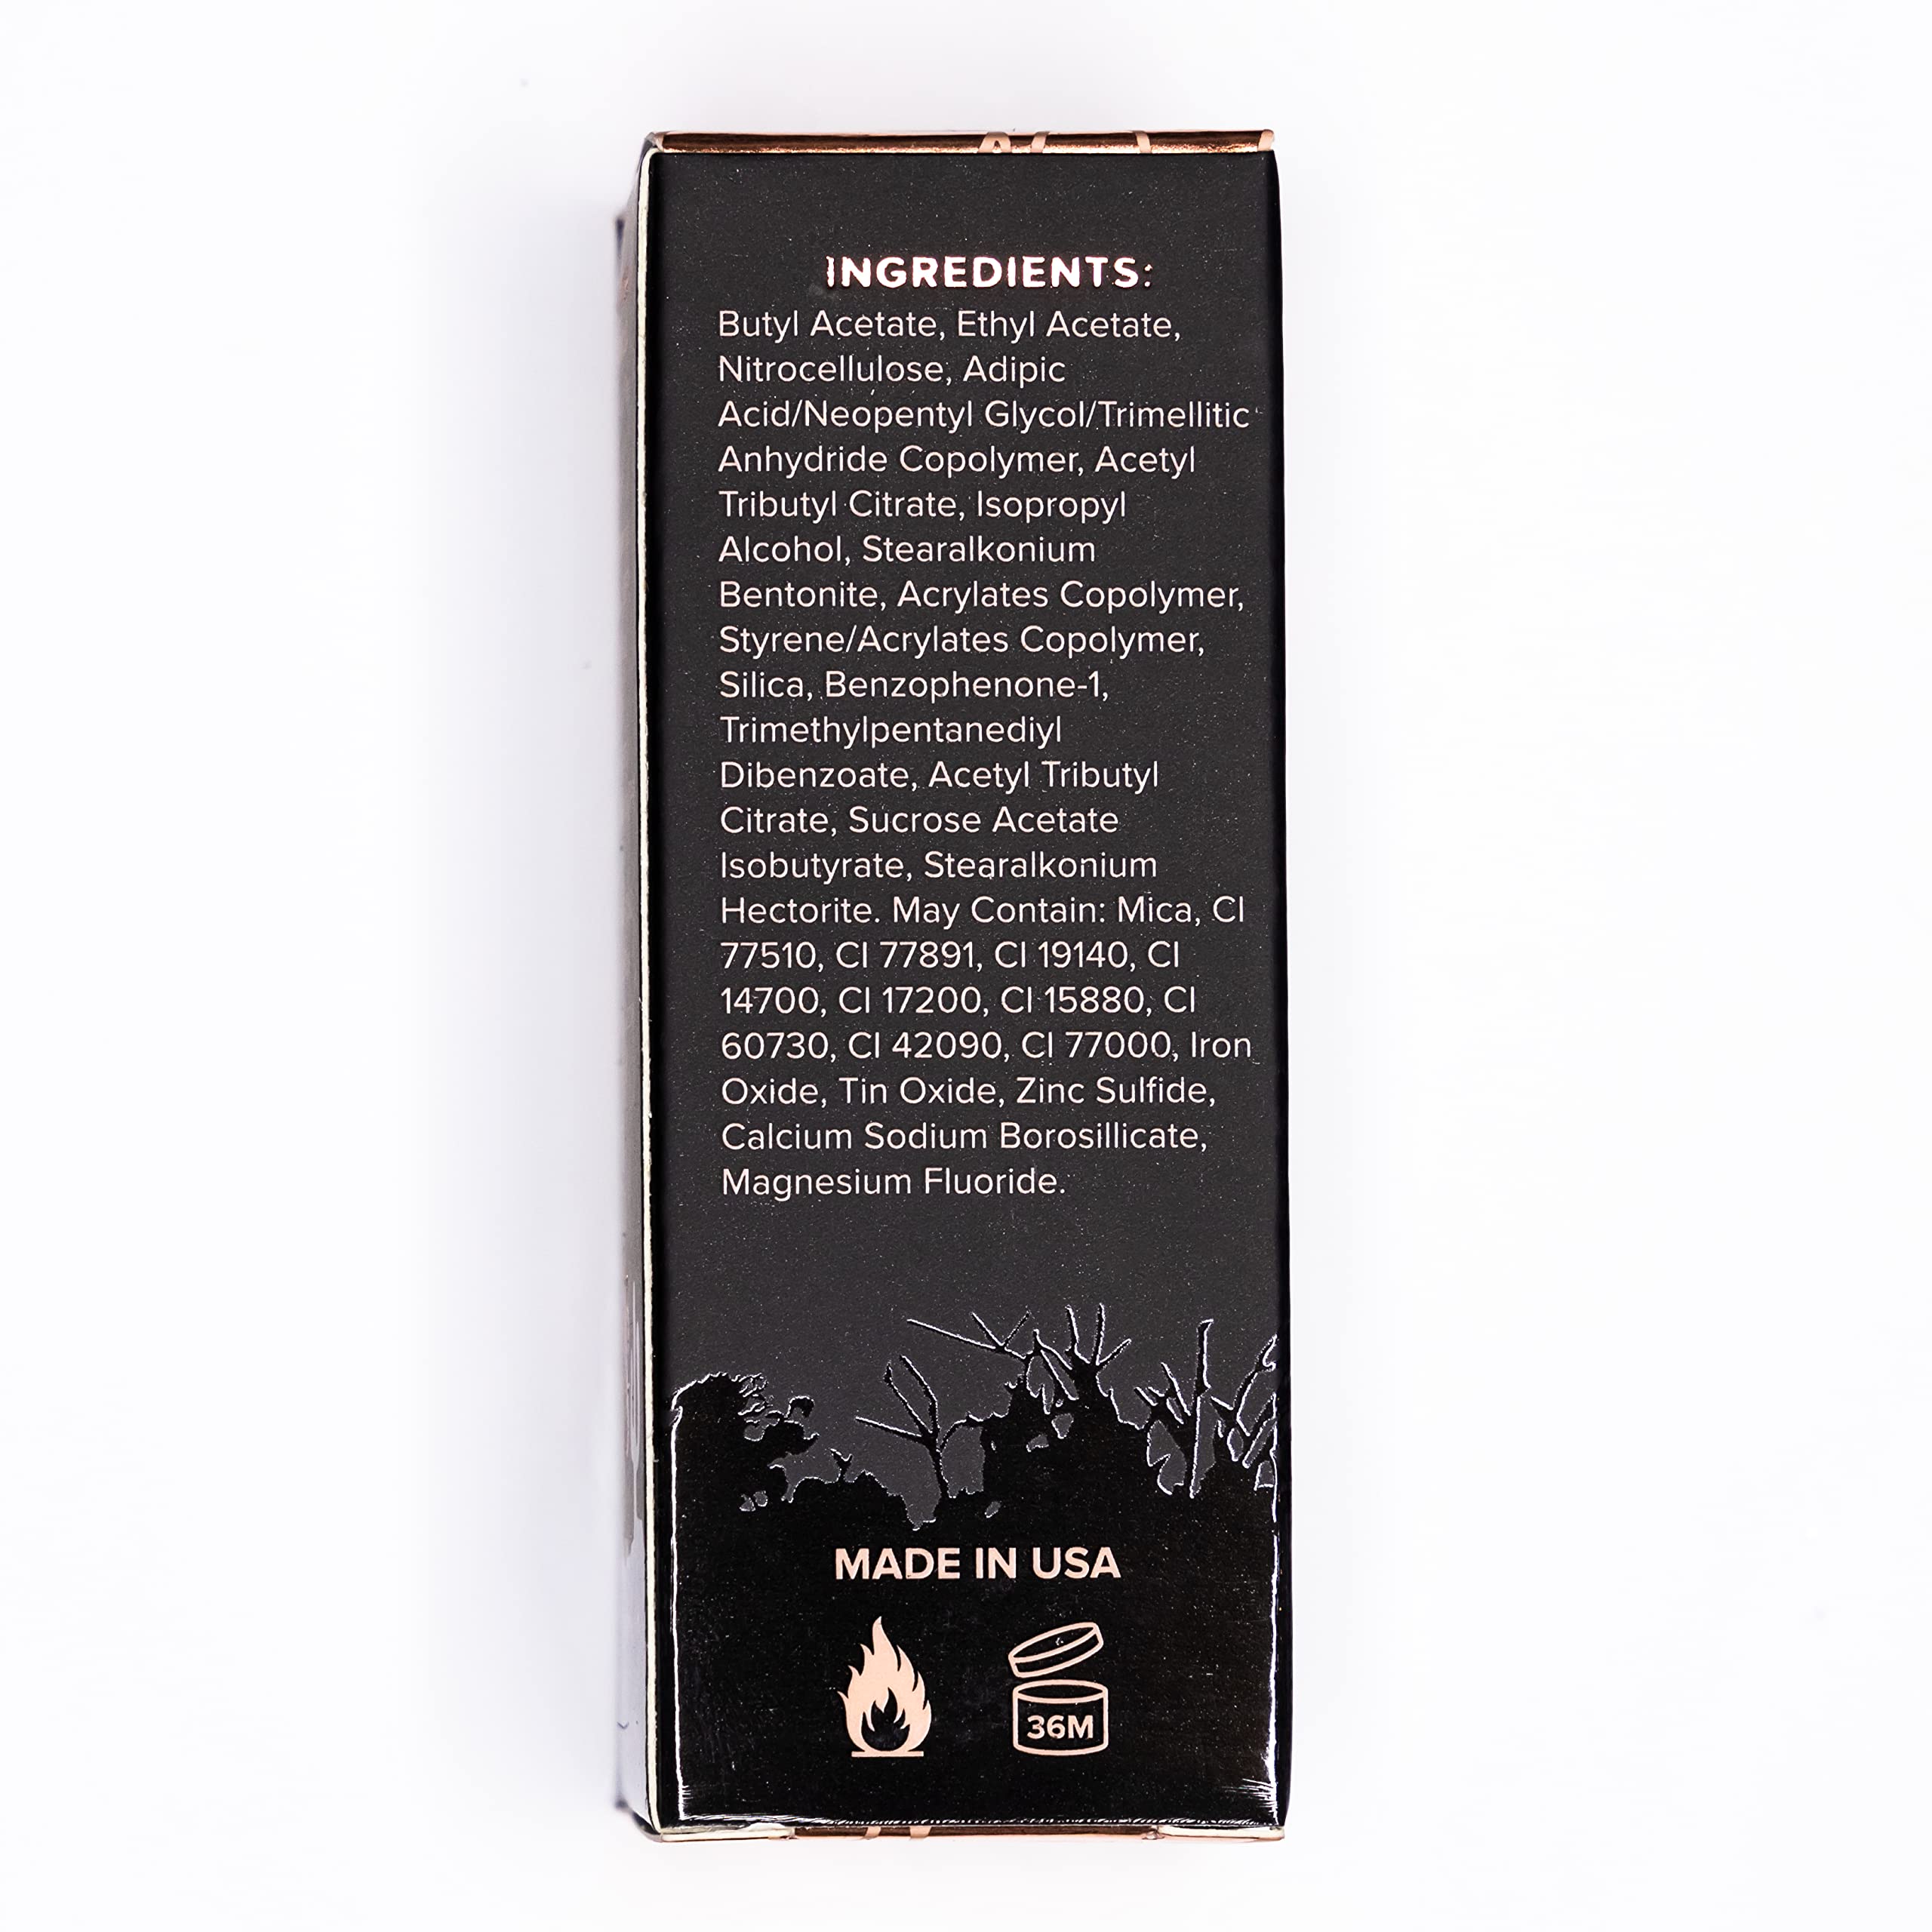 INGREDIENTS:
Butyl Acetate, Ethyl Acetate,
Nitrocellulose, Adipic
Acid/Neopentyl Glycol/Trimellitic
Anhydride Copolymer, Acetyl
Tributyl Citrate, Isopropyl
Alcohol, Stearalkonium
Bentonite, Acrylates Copolymer,
Styrene/Acrylates Copolymer,
Silica, Benzophenone-1,
Trimethylpentanediyl
Dibenzoate, Acetyl Tributyl
Citrate, Sucrose Acetate
Isobutyrate, Stearalkonium
Hectorite. May Contain: Mica, CI
77510, CI 77891, CI 19140, CI
14700, CI 17200, CI 15880, CI
60730, CI 42090, CI 77000, Iron
Oxide, Tin Oxide, Zinc Sulfide,
Calcium Sodium Borosillicate,
Magnesium Fluoride.
MADE IN USA
36M